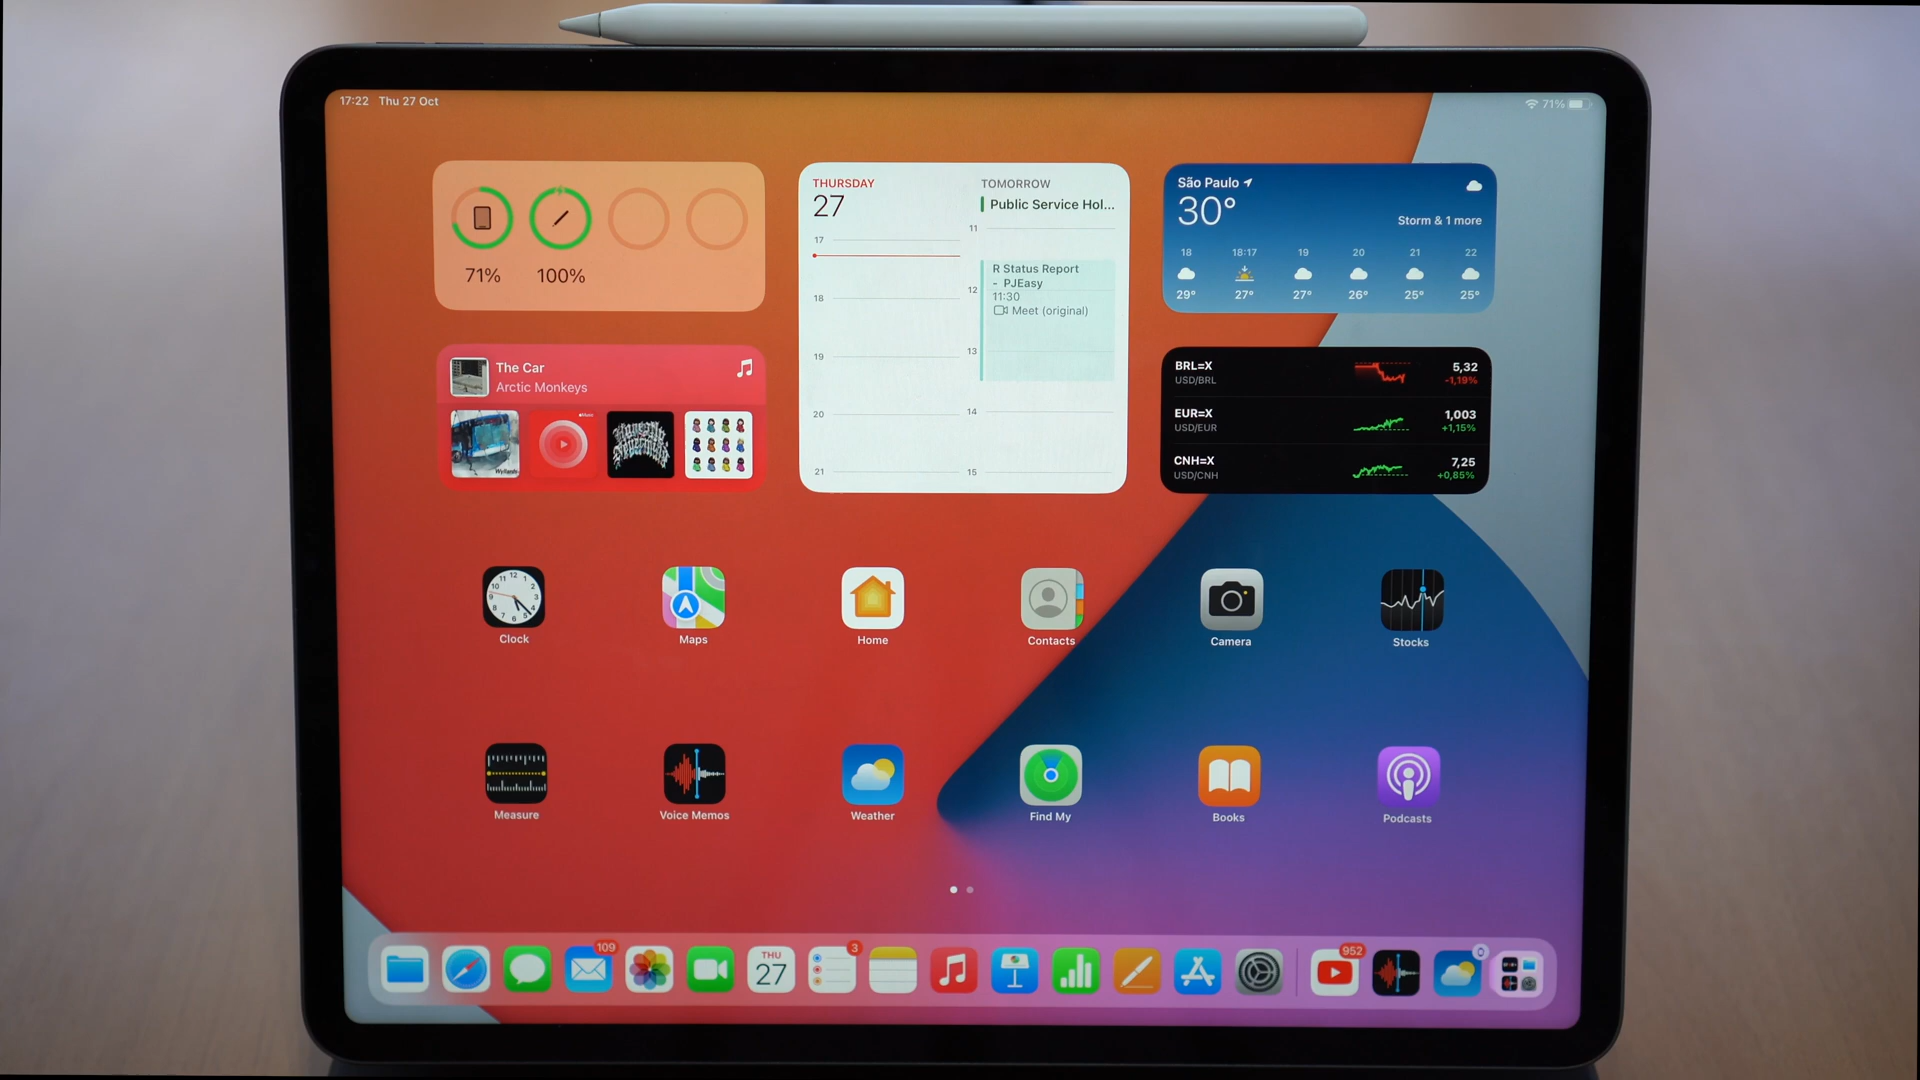 17:22 Thu 27 Oct
71%
71%
100%
THURSDAY
27
17
18
19
20
21
TOMORROW
Public Service Hol...
11
12
13
14
15
R Status Report
- PJEasy
11:30
Meet (original)
São Paulo
30°
Storm & 1 more
18 18:17 19 20 21 22
29° 27° 27° 26° 25° 25°
The Car
Arctic Monkeys
BRL=X 5,32
USD/BRL -1,19%
EUR=X 1,003
USD/EUR +1,15%
CNH=X 7,25
USD/CNH +0,85%
Clock
Maps
Home
Contacts
Camera
Stocks
Measure
Voice Memos
Weather
Find My
Books
Podcasts
109
THU
27
3
952